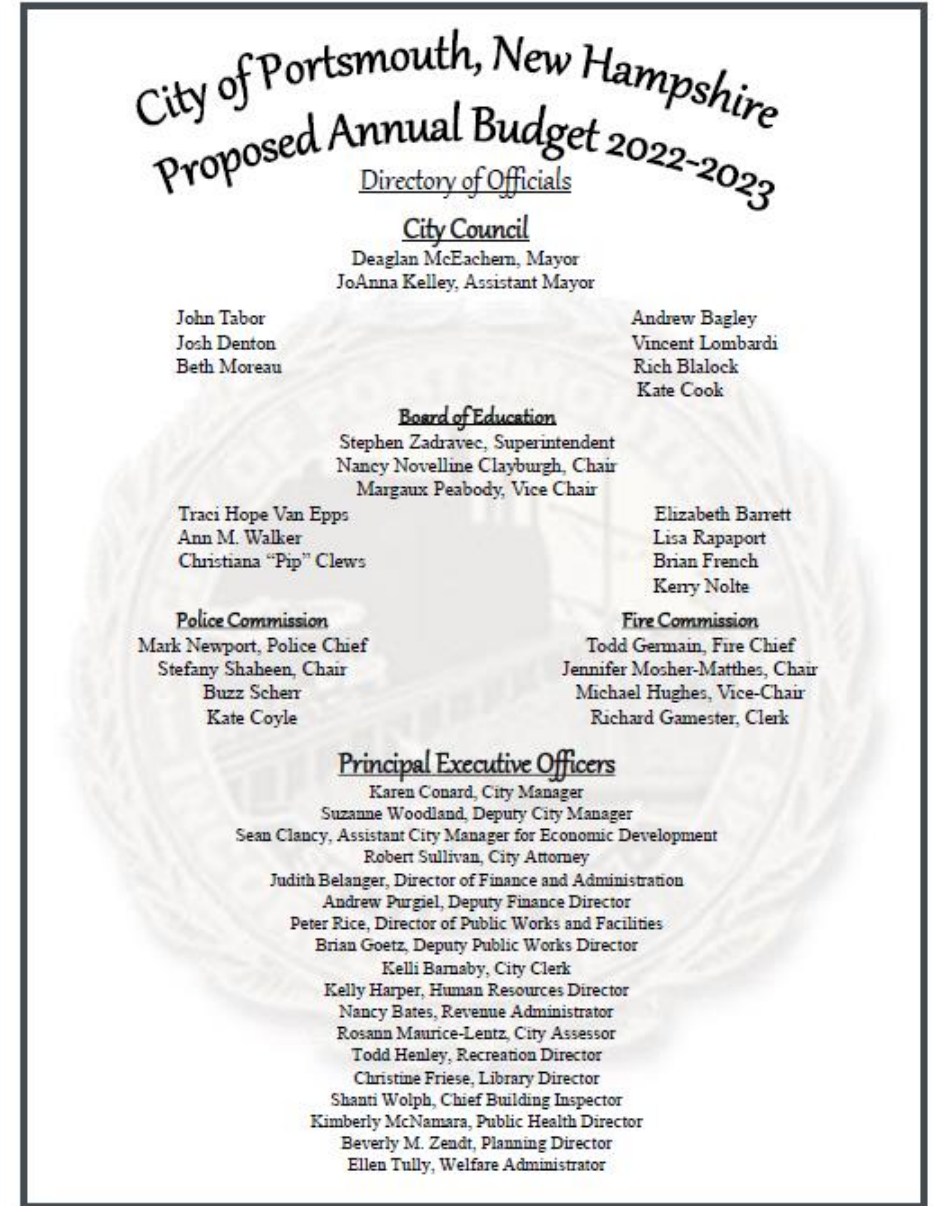 City of Portsmouth, New Hampshire
Proposed Annual Budget 2022-2023
Directory of Officials
City Council
Deaglan McEachern, Mayor
JoAnna Kelley, Assistant Mayor
John Tabor
Josh Denton
Beth Moreau
Andrew Bagley
Vincent Lombardi
Rich Blalock
Kate Cook
Board of Education
Stephen Zadravec, Superintendent
Nancy Novelline Clayburgh, Chair
Margaux Peabody, Vice Chair
Traci Hope Van Epps
Ann M. Walker
Christiana “Pip” Clews
Elizabeth Barrett
Lisa Rapaport
Brian French
Kerry Nolte
Police Commission
Mark Newport, Police Chief
Stefany Shaheen, Chair
Buzz Scherr
Kate Coyle
Fire Commission
Todd Germain, Fire Chief
Jennifer Mosher-Matthes, Chair
Michael Hughes, Vice-Chair
Richard Gamester, Clerk
Principal Executive Officers
Karen Conard, City Manager
Suzanne Woodland, Deputy City Manager
Sean Clancy, Assistant City Manager for Economic Development
Robert Sullivan, City Attorney
Judith Belanger, Director of Finance and Administration
Andrew Purgiel, Deputy Finance Director
Peter Rice, Director of Public Works and Facilities
Brian Goetz, Deputy Public Works Director
Kelli Barnaby, City Clerk
Kelly Harper, Human Resources Director
Nancy Bates, Revenue Administrator
Rosann Maurice-Lentz, City Assessor
Todd Henley, Recreation Director
Christine Friese, Library Director
Shanti Wolph, Chief Building Inspector
Kimberly McNamara, Public Health Director
Beverly M. Zendt, Planning Director
Ellen Tully, Welfare Administrator